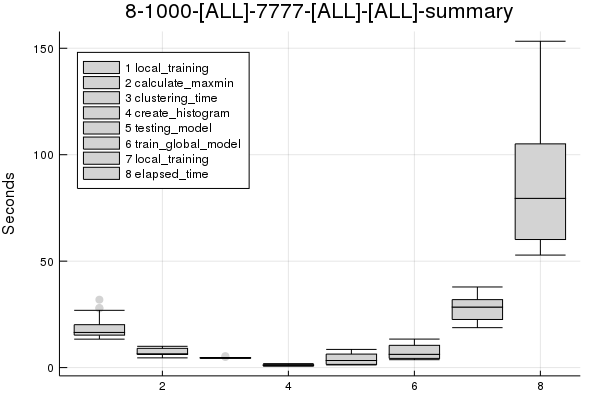 8-1000-[ALL]-7777-[ALL]-[ALL]-summary
150
100
50
0
Seconds
1 local_training
2 calculate_maxmin
3 clustering_time
4 create_histogram
5 testing_model
6 train_global_model
7 local_training
8 elapsed_time
2
4
6
8